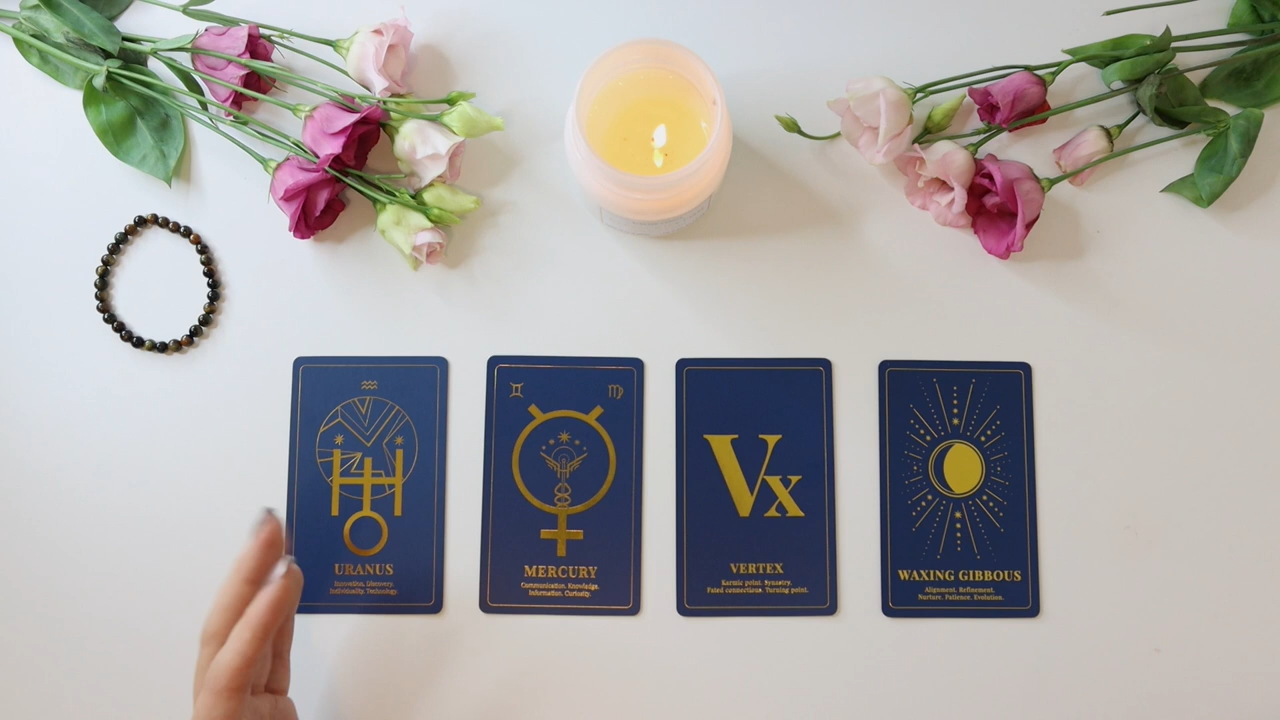 URANUS
Innovation. Discovery.
Individuality. Technology.
MERCURY
Communication. Knowledge.
Information. Curiosity.
Vx
VERTEX
Karmic point. Synastry.
Fated connections. Turning point.
WAXING GIBBOUS
Alignment. Refinement.
Nurture. Patience. Evolution.